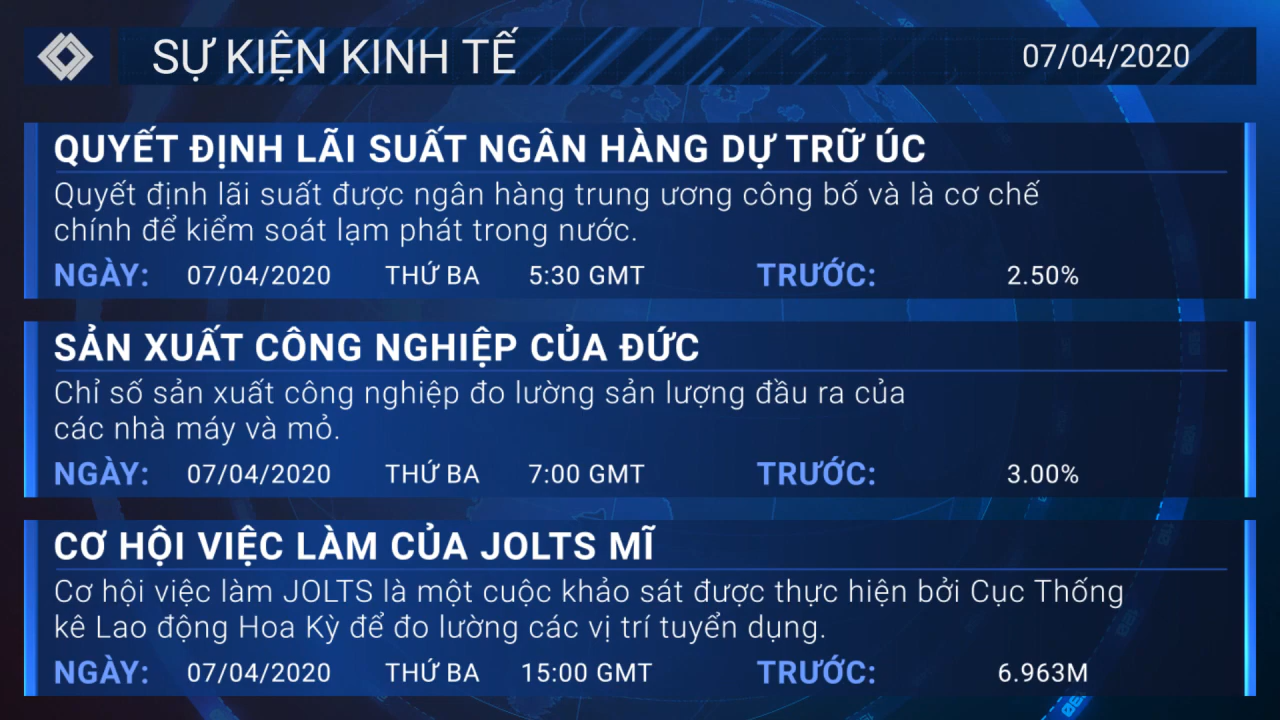 SỰ KIỆN KINH TẾ 07/04/2020
QUYẾT ĐỊNH LÃI SUẤT NGÂN HÀNG DỰ TRỮ ÚC
Quyết định lãi suất được ngân hàng trung ương công bố và là cơ chế
chính để kiểm soát lạm phát trong nước.
NGÀY: 07/04/2020 THỨ BA 5:30 GMT TRƯỚC: 2.50%
SẢN XUẤT CÔNG NGHIỆP CỦA ĐỨC
Chỉ số sản xuất công nghiệp đo lường sản lượng đầu ra của
các nhà máy và mỏ.
NGÀY: 07/04/2020 THỨ BA 7:00 GMT TRƯỚC: 3.00%
CƠ HỘI VIỆC LÀM CỦA JOLTS MĨ
Cơ hội việc làm JOLTS là một cuộc khảo sát được thực hiện bởi Cục Thống
kê Lao động Hoa Kỳ để đo lường các vị trí tuyển dụng.
NGÀY: 07/04/2020 THỨ BA 15:00 GMT TRƯỚC: 6.963M